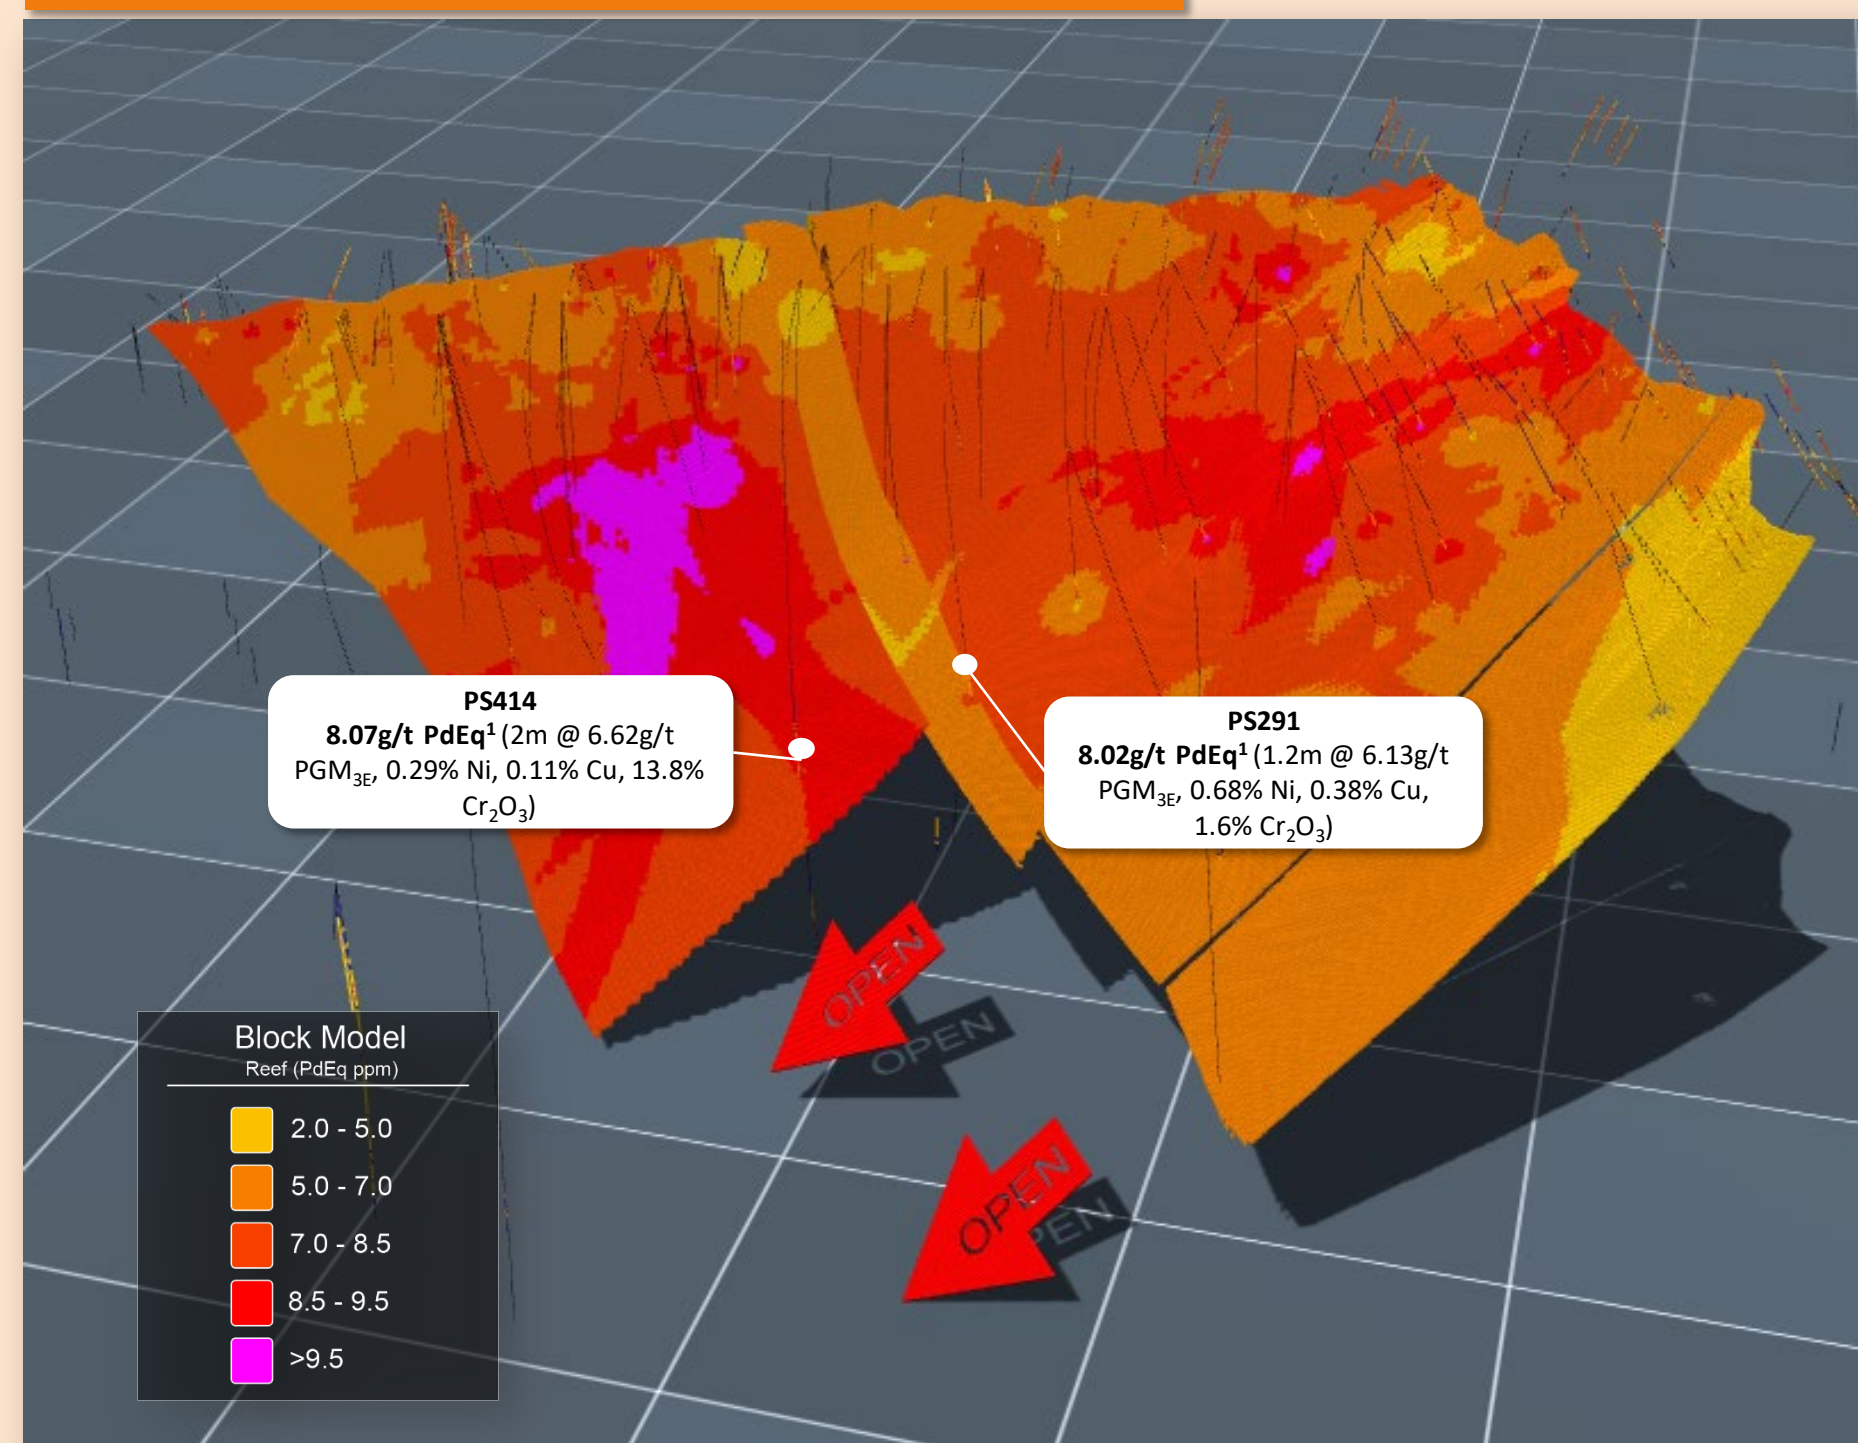 PS414
8.07g/t PdEq¹ (2m @ 6.62g/t
PGM₃E, 0.29% Ni, 0.11% Cu, 13.8%
Cr₂O₃)
PS291
8.02g/t PdEq¹ (1.2m @ 6.13g/t
PGM₃E, 0.68% Ni, 0.38% Cu,
1.6% Cr₂O₃)
OPEN
OPEN
OPEN
OPEN
Block Model
Reef (PdEq ppm)
2.0 - 5.0
5.0 - 7.0
7.0 - 8.5
8.5 - 9.5
>9.5